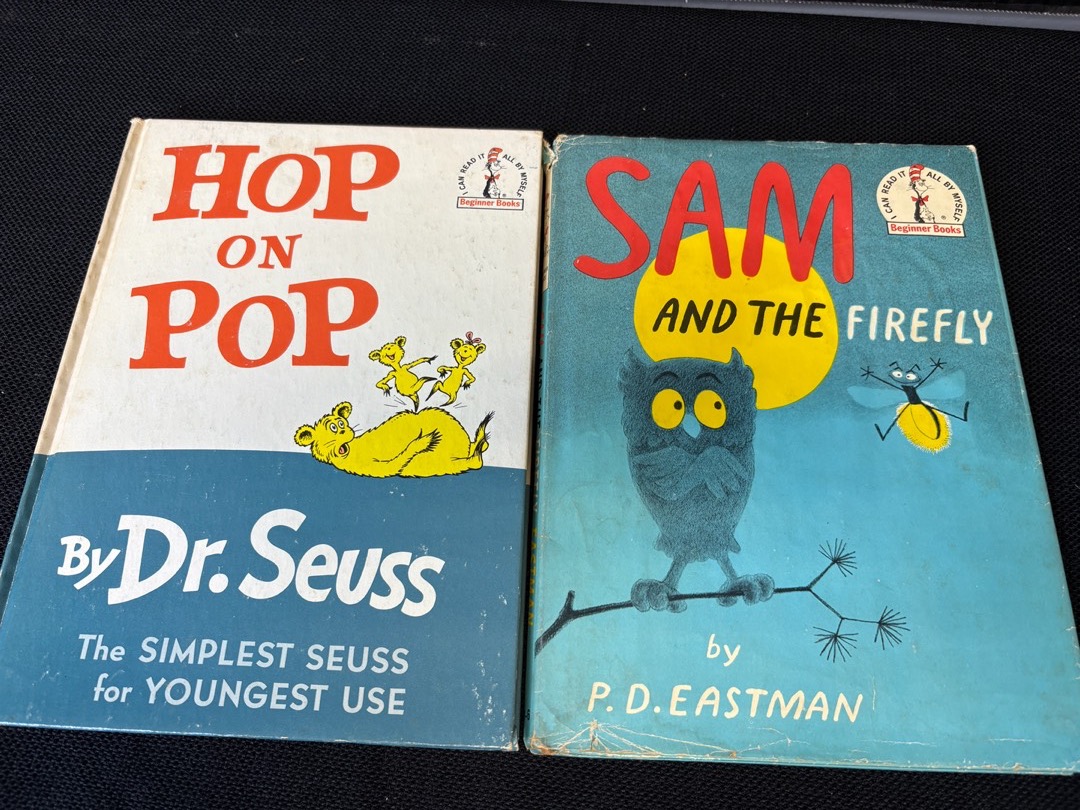 HOP
ON
POP
I CAN READ IT ALL BY MYSELF
Beginner Books
By Dr. Seuss
The SIMPLEST SEUSS
for YOUNGEST USE
SAM
AND THE FIREFLY
I CAN READ IT ALL BY MYSELF
Beginner Books
by
P. D. EASTMAN